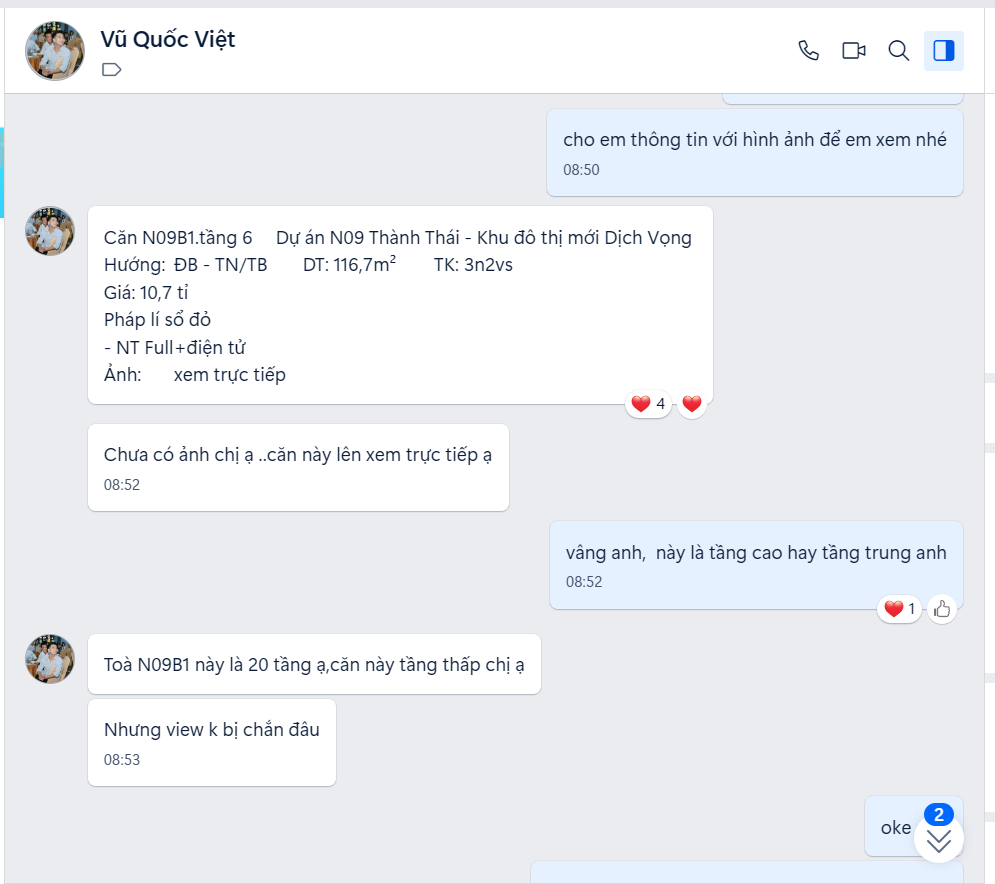 Vũ Quốc Việt
cho em thông tin với hình ảnh để em xem nhé
08:50
Căn N09B1.tầng 6 Dự án N09 Thành Thái - Khu đô thị mới Dịch Vọng
Hướng: ĐB - TN/TB DT: 116,7m² TK: 3n2vs
Giá: 10,7 tỉ
Pháp lí sổ đỏ
- NT Full+điện tử
Ảnh: xem trực tiếp
4
Chưa có ảnh chị ạ ..căn này lên xem trực tiếp ạ
08:52
vâng anh, này là tầng cao hay tầng trung anh
08:52
1
Toà N09B1 này là 20 tầng ạ,căn này tầng thấp chị ạ
Nhưng view k bị chắn đâu
08:53
oke
2